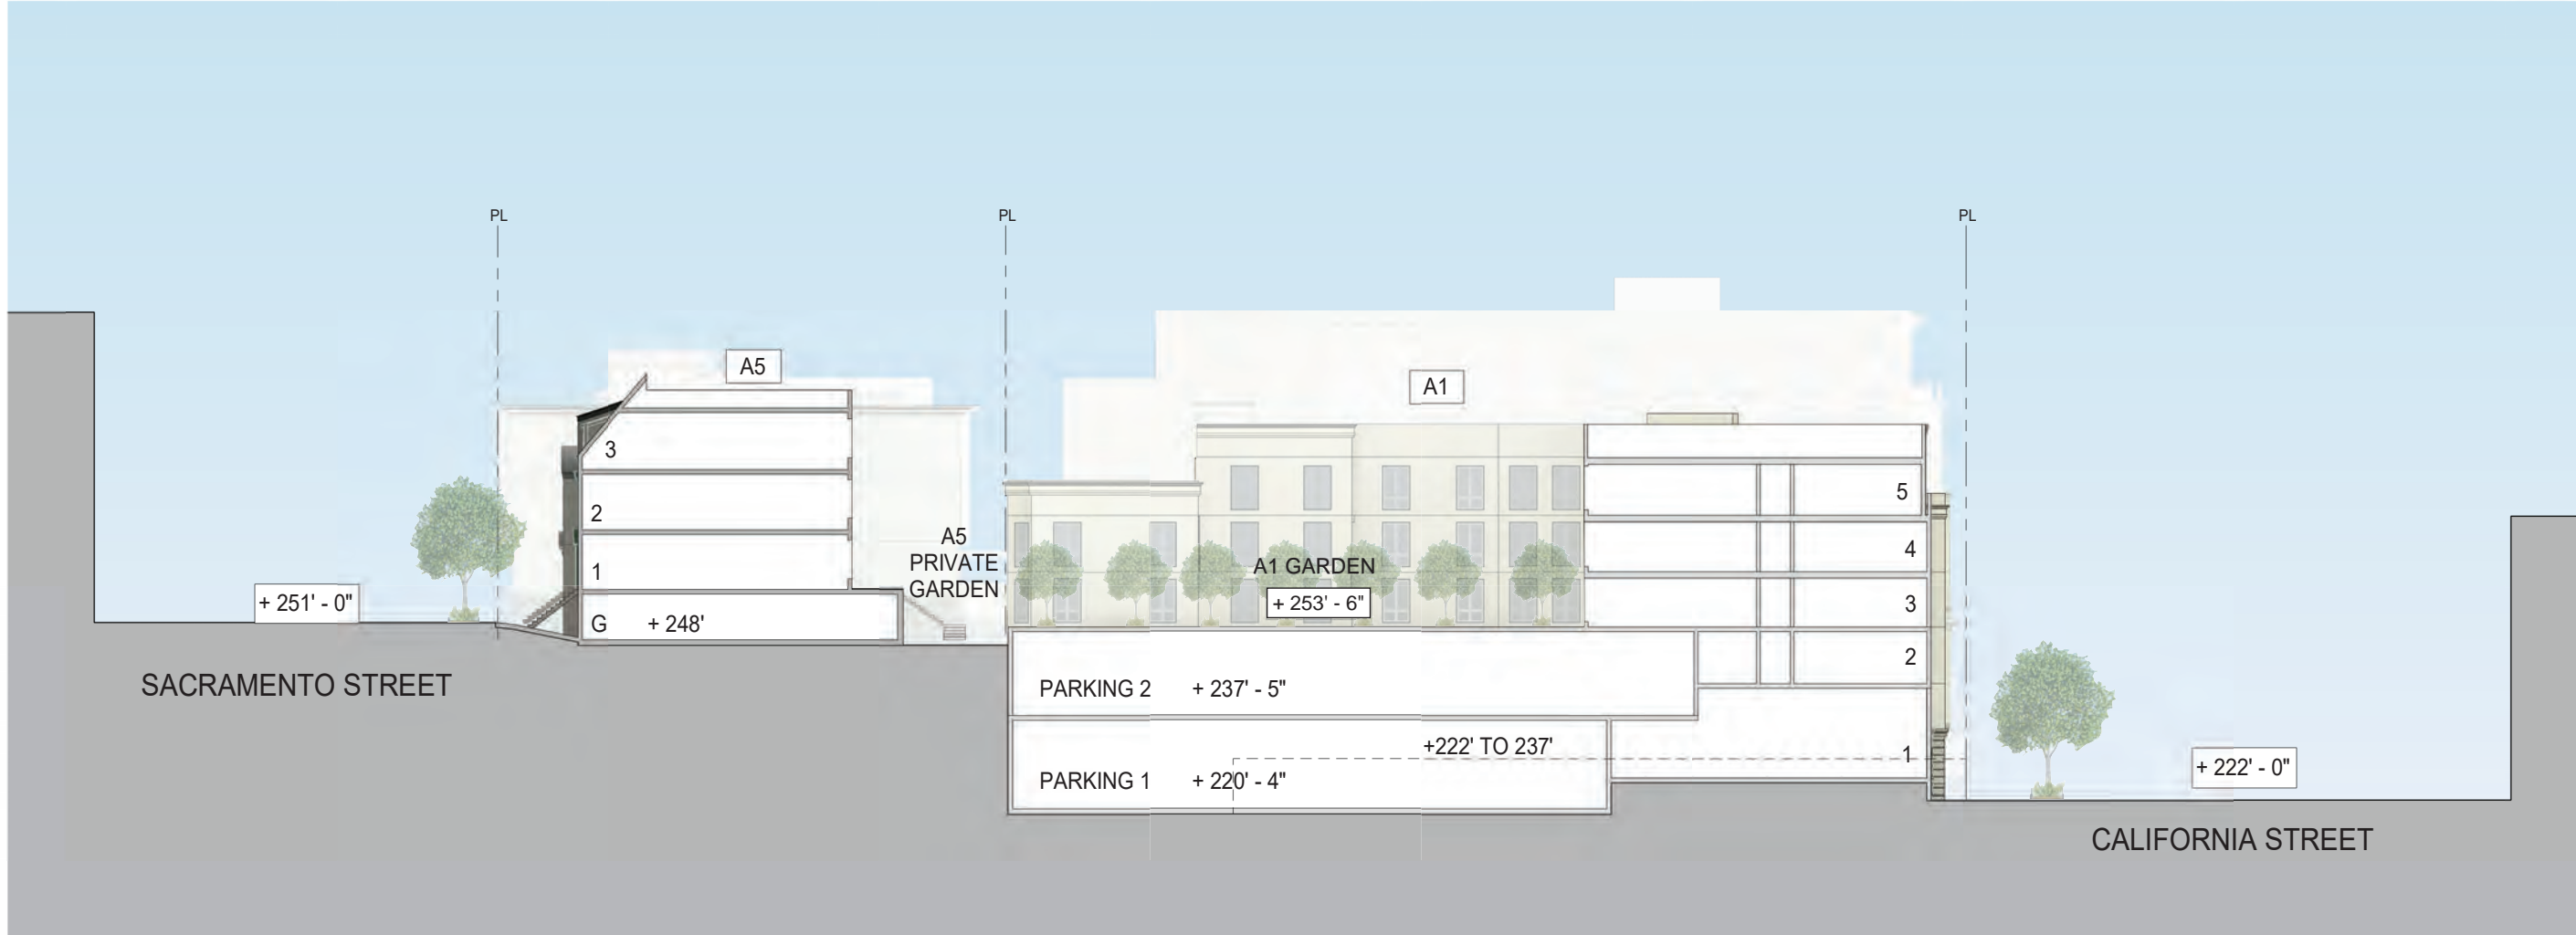 PL
PL
PL
A5
A1
3
2
1
G + 248'
A5
PRIVATE
GARDEN
A1 GARDEN
+ 253' - 6"
5
4
3
2
1
+ 251' - 0"
SACRAMENTO STREET
PARKING 2 + 237' - 5"
+222' TO 237'
PARKING 1 + 220' - 4"
+ 222' - 0"
CALIFORNIA STREET